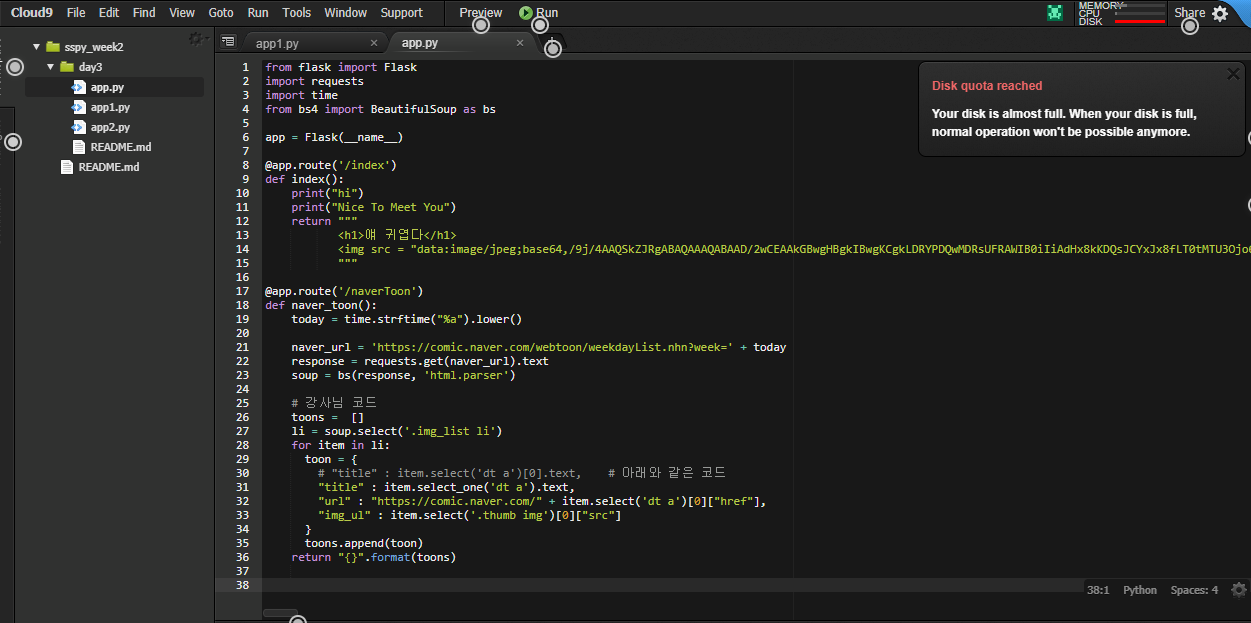 Cloud9 File Edit Find View Goto Run Tools Window Support Preview Run MEMORY CPU DISK Share
sspy_week2
day3
app.py
app1.py
app2.py
README.md
README.md
app1.py app.py
1 from flask import Flask
2 import requests
3 import time
4 from bs4 import BeautifulSoup as bs
5
6 app = Flask(__name__)
7
8 @app.route('/index')
9 def index():
10 print("hi")
11 print("Nice To Meet You")
12 return """
13 <h1>얘 귀엽다</h1>
14 <img src = "data:image/jpeg;base64,/9j/4AAQSkZJRgABAQAAAQABAAD/2wCEAAkGBwgHBgkIBwgKCgkLDRYPDQwMDRsUFRAWIB0iIiAdHx8kKDQsJCYxJx8fLT0tMTU3Ojo6
15 """
16
17 @app.route('/naverToon')
18 def naver_toon():
19 today = time.strftime("%a").lower()
20
21 naver_url = 'https://comic.naver.com/webtoon/weekdayList.nhn?week=' + today
22 response = requests.get(naver_url).text
23 soup = bs(response, 'html.parser')
24
25 # 강사님 코드
26 toons = []
27 li = soup.select('.img_list li')
28 for item in li:
29 toon = {
30 # "title" : item.select('dt a')[0].text, # 아래와 같은 코드
31 "title" : item.select_one('dt a').text,
32 "url" : "https://comic.naver.com/" + item.select('dt a')[0]["href"],
33 "img_ul" : item.select('.thumb img')[0]["src"]
34 }
35 toons.append(toon)
36 return "{}".format(toons)
37
38
Disk quota reached
Your disk is almost full. When your disk is full,
normal operation won't be possible anymore.
38:1 Python Spaces: 4